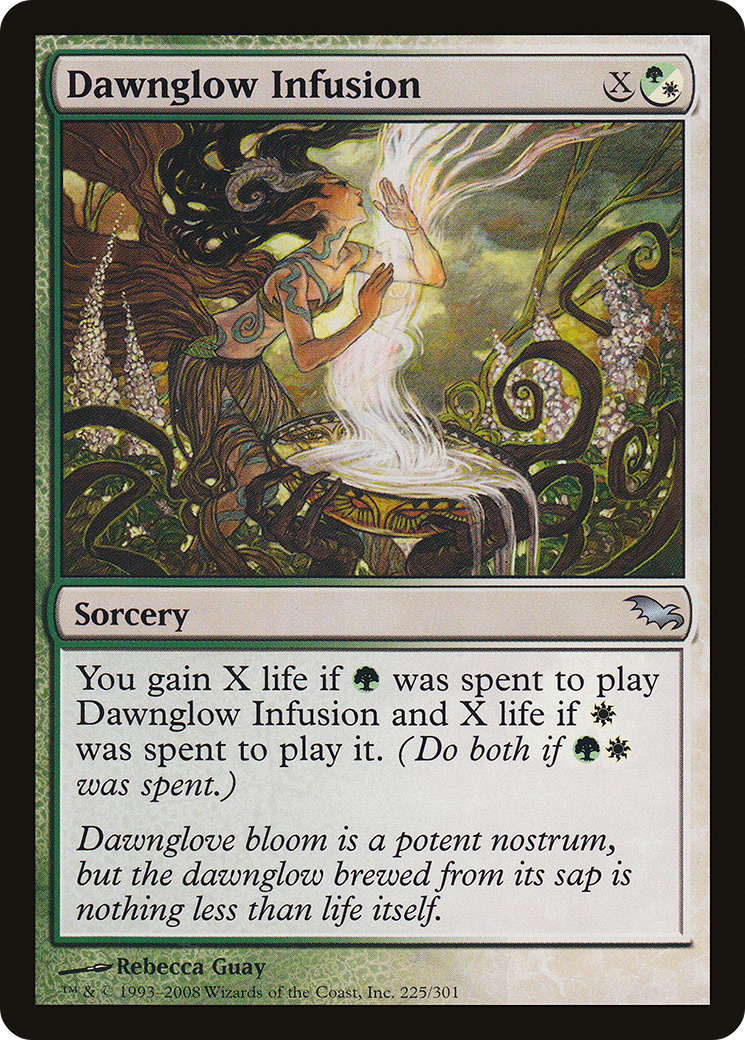 Dawnglow Infusion X
Sorcery
You gain X life if was spent to play
Dawnglow Infusion and X life if
was spent to play it. (Do both if
was spent.)
Dawnglove bloom is a potent nostrum,
but the dawnglow brewed from its sap is
nothing less than life itself.
Rebecca Guay
™ & © 1993–2008 Wizards of the Coast, Inc. 225/301